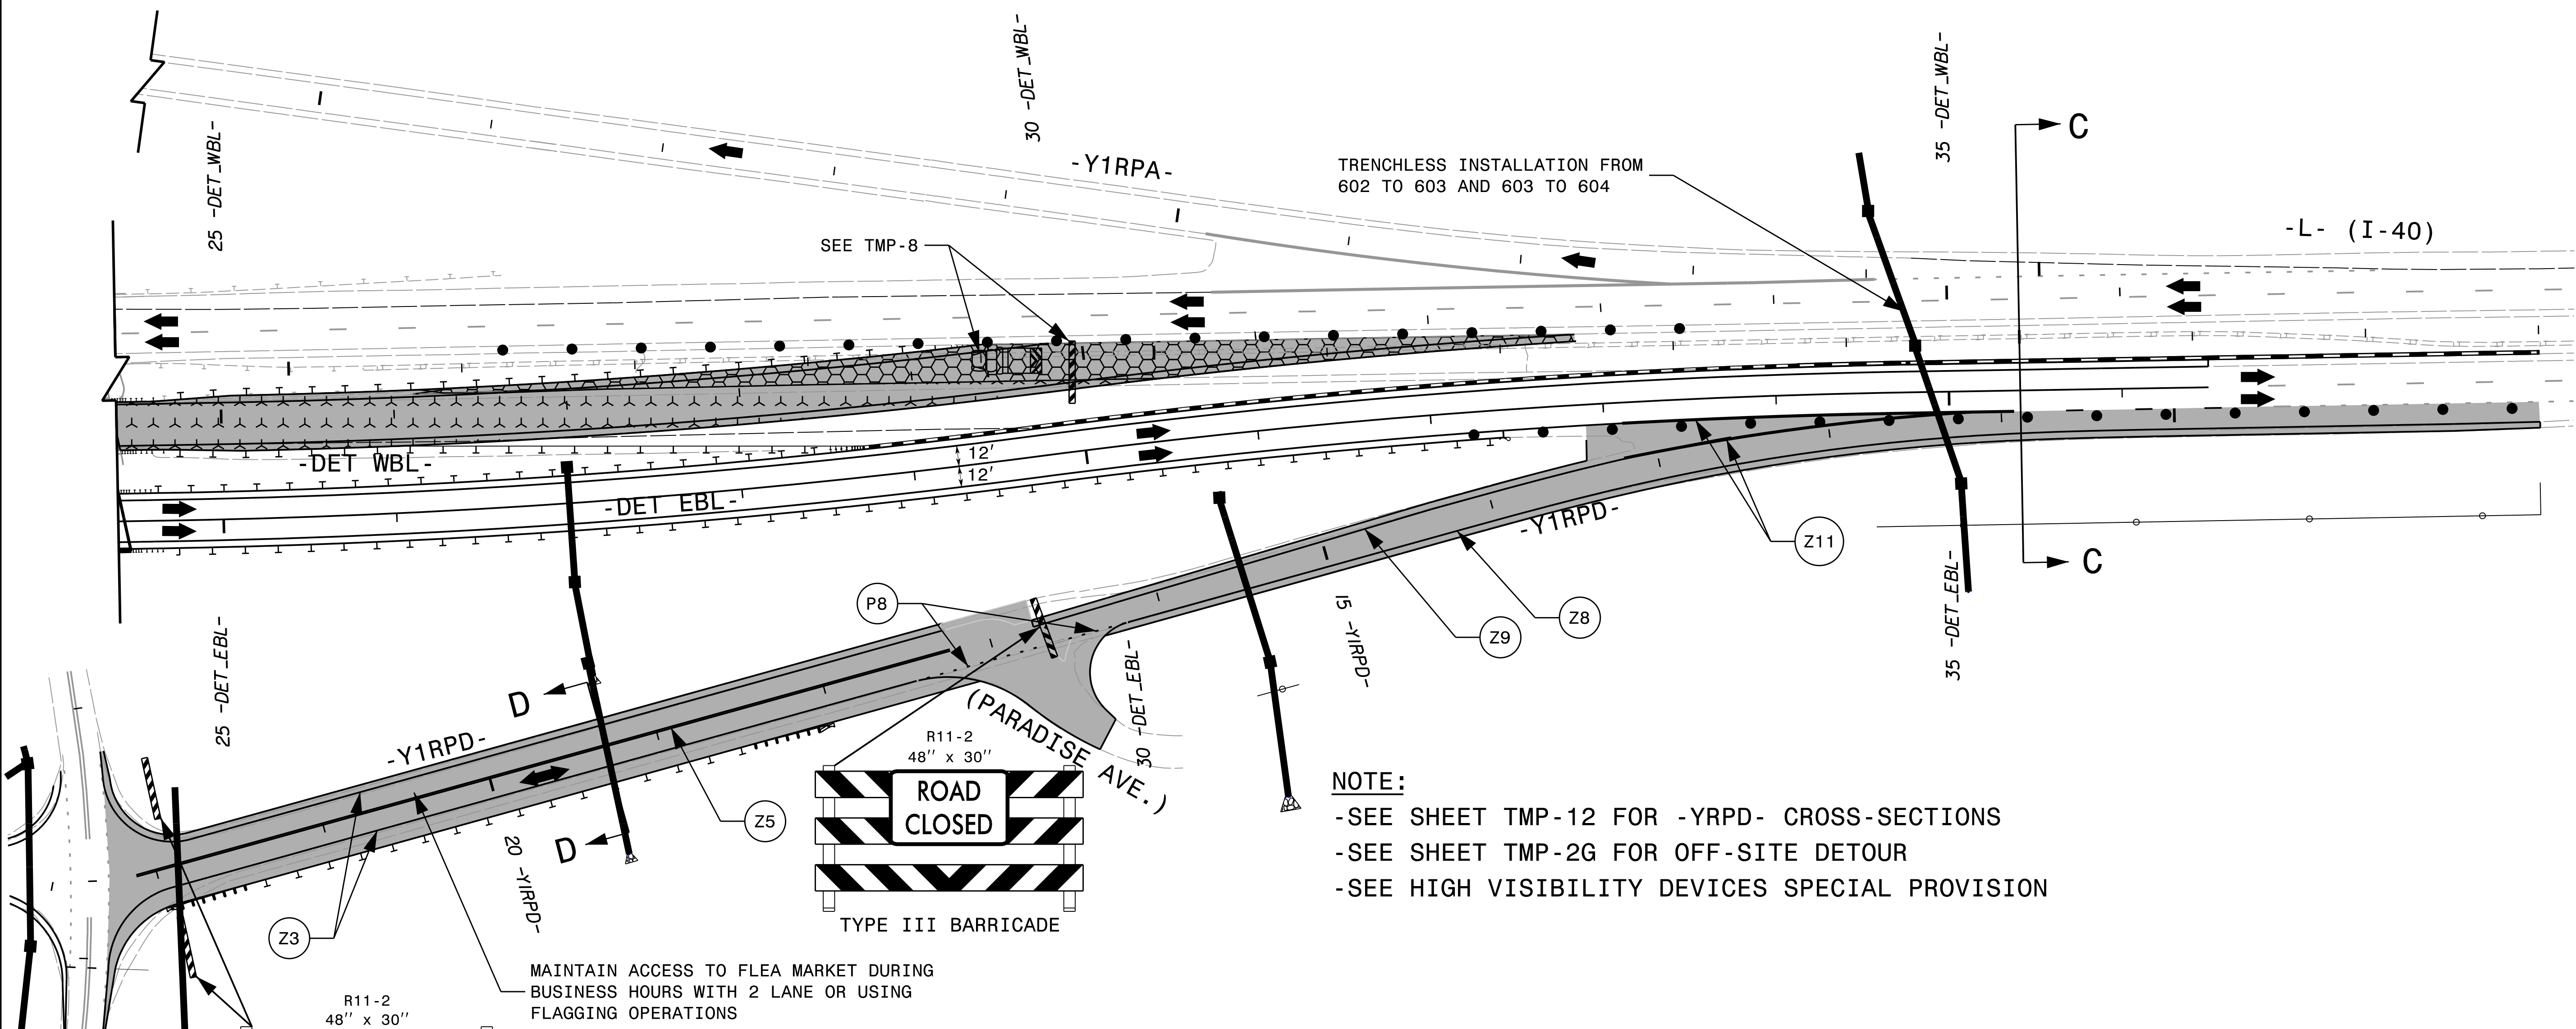 30 -DET_WBL-
35 -DET_WBL-
C
25 -DET_WBL-
-Y1RPA-
TRENCHLESS INSTALLATION FROM
602 TO 603 AND 603 TO 604
-L- (I-40)
SEE TMP-8
12'
12'
-DET WBL-
-DET EBL-
-Y1RPD-
Z11
C
P8
15 -Y1RPD-
Z8
Z9
35 -DET_EBL-
25 -DET_EBL-
D
30 -DET_EBL-
(PARADISE AVE.)
-Y1RPD-
R11-2
48" x 30"
ROAD
CLOSED
TYPE III BARRICADE
Z5
D
20 -Y1RPD-
NOTE:
-SEE SHEET TMP-12 FOR -YRPD- CROSS-SECTIONS
-SEE SHEET TMP-2G FOR OFF-SITE DETOUR
-SEE HIGH VISIBILITY DEVICES SPECIAL PROVISION
Z3
MAINTAIN ACCESS TO FLEA MARKET DURING
BUSINESS HOURS WITH 2 LANE OR USING
FLAGGING OPERATIONS
R11-2
48" x 30"